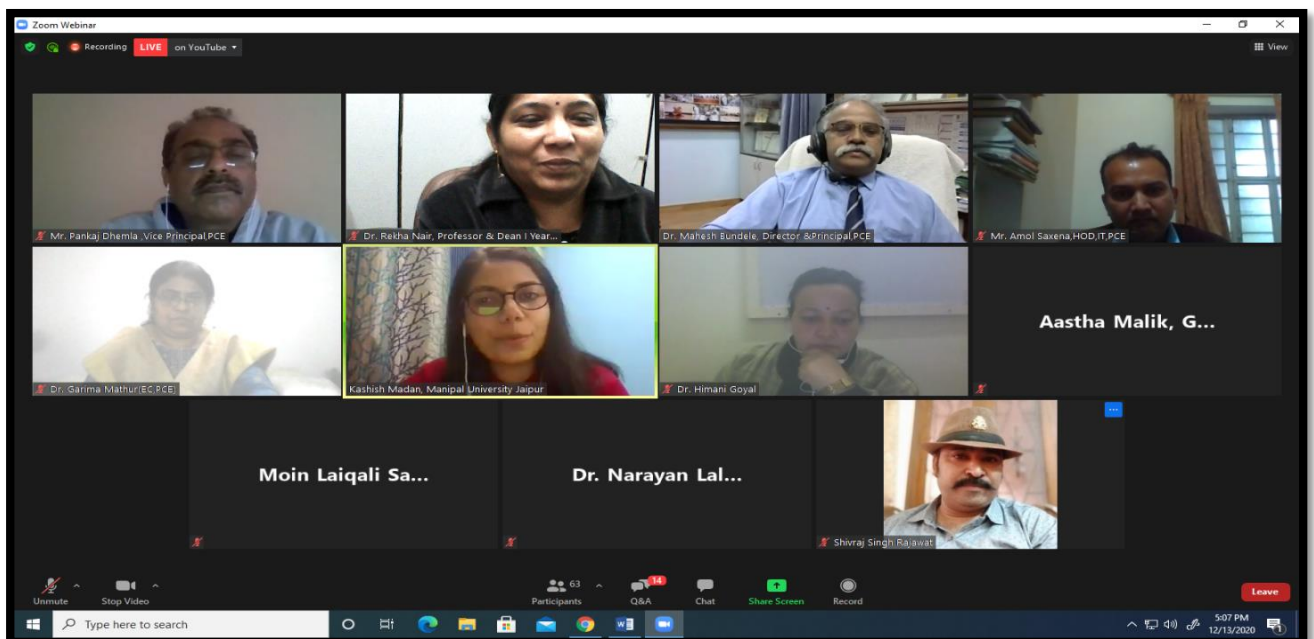 Zoom Webinar
Recording LIVE on YouTube
View
Mr. Pankaj Dhemla ,Vice Principal,PCE
Dr. Rekha Nair, Professor & Dean I Year...
Dr. Mahesh Bundele, Director &Principal,PCE
Mr. Amol Saxena,HOD,IT,PCE
Dr. Garima Mathur(EC,PCE)
Kashish Madan, Manipal University Jaipur
Dr. Himani Goyal
Aastha Malik, G...
Moin Laiqali Sa...
Dr. Narayan Lal...
Shivraj Singh Rajawat
Unmute
Stop Video
63
Participants
14
Q&A
Chat
Share Screen
Record
Leave
Type here to search
5:07 PM
12/13/2020